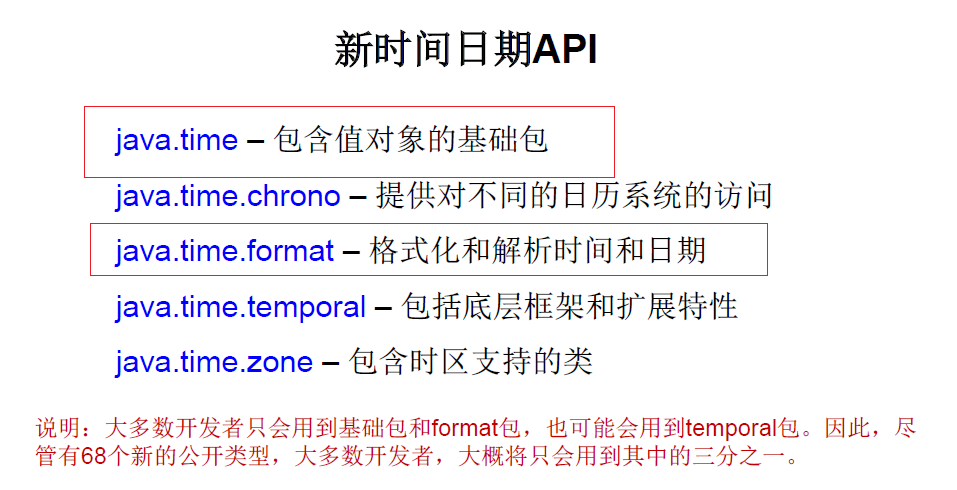 新时间日期API
java.time – 包含值对象的基础包
java.time.chrono – 提供对不同的日历系统的访问
java.time.format – 格式化和解析时间和日期
java.time.temporal – 包括底层框架和扩展特性
java.time.zone – 包含时区支持的类
说明：大多数开发者只会用到基础包和format包，也可能会用到temporal包。因此，尽
管有68个新的公开类型，大多数开发者，大概将只会用到其中的三分之一。